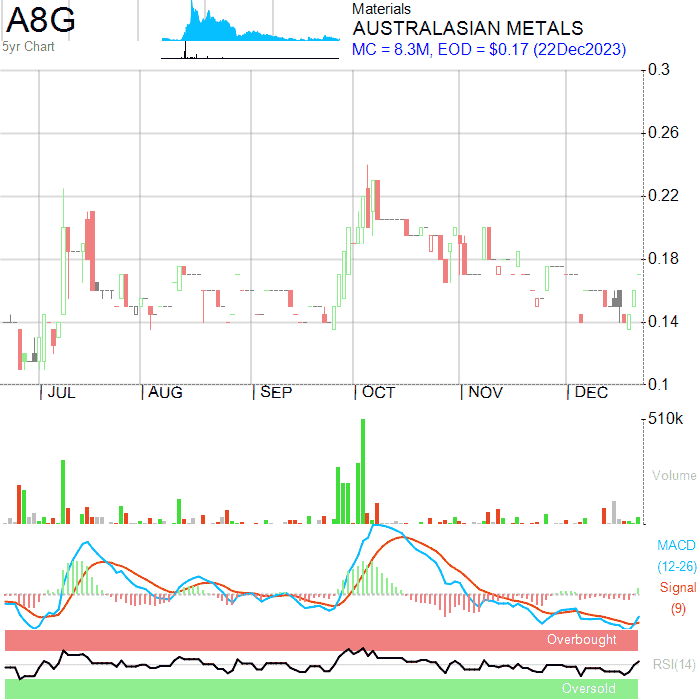 A8G
5yr Chart
Materials
AUSTRALASIAN METALS
MC = 8.3M, EOD = $0.17 (22Dec2023)
0.3
0.26
0.22
0.18
0.14
0.1
JUL AUG SEP OCT NOV DEC
510k
Volume
MACD
(12-26)
Signal
(9)
Overbought
RSI(14)
Oversold